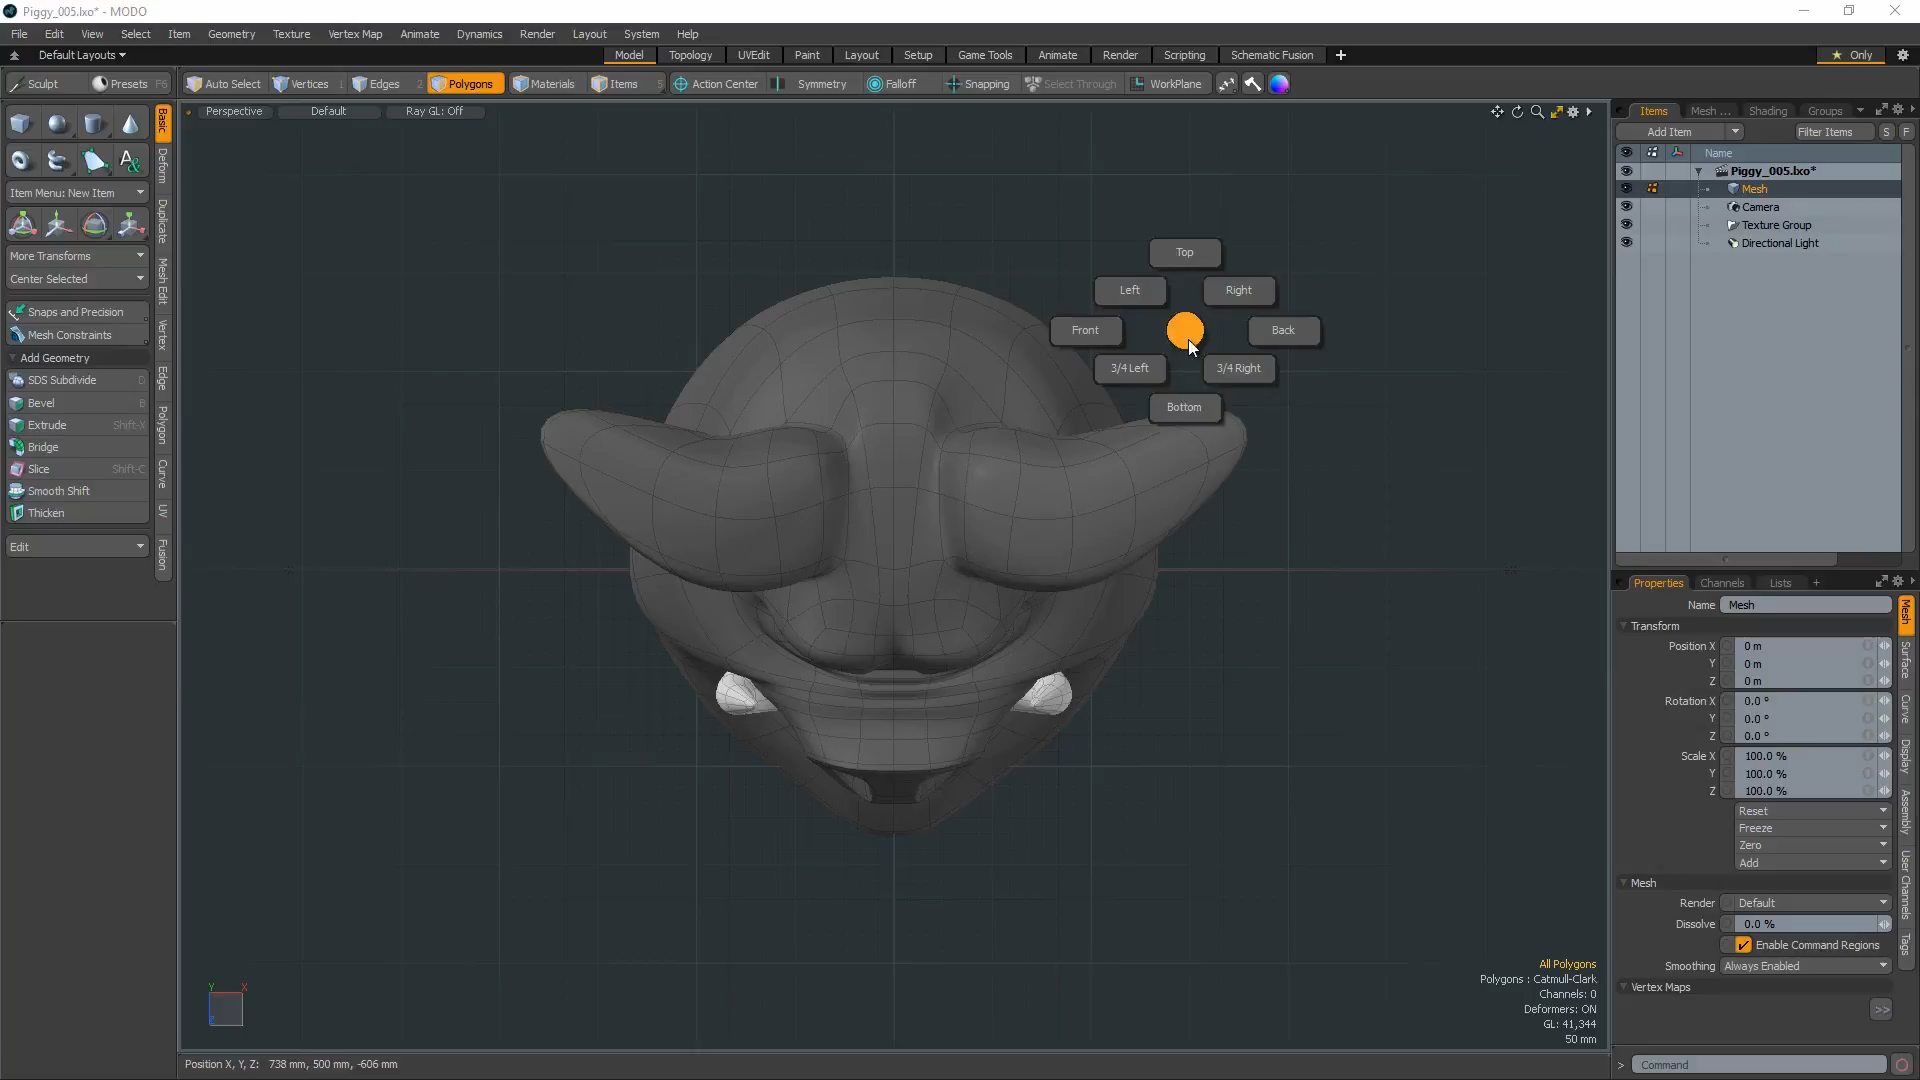 Piggy_005.lxo* - MODO
File Edit View Select Item Geometry Texture Vertex Map Animate Dynamics Render Layout System Help
Default Layouts Model Topology UVEdit Paint Layout Setup Game Tools Animate Render Scripting Schematic Fusion + Only
Sculpt Presets F6 Auto Select Vertices 1 Edges 2 Polygons Materials Items 5 Action Center Symmetry Falloff Snapping Select Through WorkPlane
Perspective Default Ray GL: Off
Basic
Deform
Duplicate
Mesh Edit
Vertex
Edge
Polygon
Curve
UV
Fusion
Item Menu: New Item
More Transforms
Center Selected
Snaps and Precision
Mesh Constraints
Add Geometry
SDS Subdivide D
Bevel B
Extrude Shift-X
Bridge
Slice Shift-C
Smooth Shift
Thicken
Edit
Top
Left Right
Front Back
3/4 Left 3/4 Right
Bottom
Y X
All Polygons
Polygons : Catmull-Clark
Channels: 0
Deformers: ON
GL: 41,344
50 mm
Position X, Y, Z: 738 mm, 500 mm, -606 mm
Items Mesh ... Shading Groups
Add Item Filter Items S F
Name
Piggy_005.lxo*
Mesh
Camera
Texture Group
Directional Light
Properties Channels Lists +
Name Mesh
Transform
Position X 0 m
Y 0 m
Z 0 m
Rotation X 0.0 °
Y 0.0 °
Z 0.0 °
Scale X 100.0 %
Y 100.0 %
Z 100.0 %
Reset
Freeze
Zero
Add
Mesh
Render Default
Dissolve 0.0 %
Enable Command Regions
Smoothing Always Enabled
Vertex Maps
>>
Mesh
Surface
Curve
Display
Assembly
User Channels
Tags
> Command